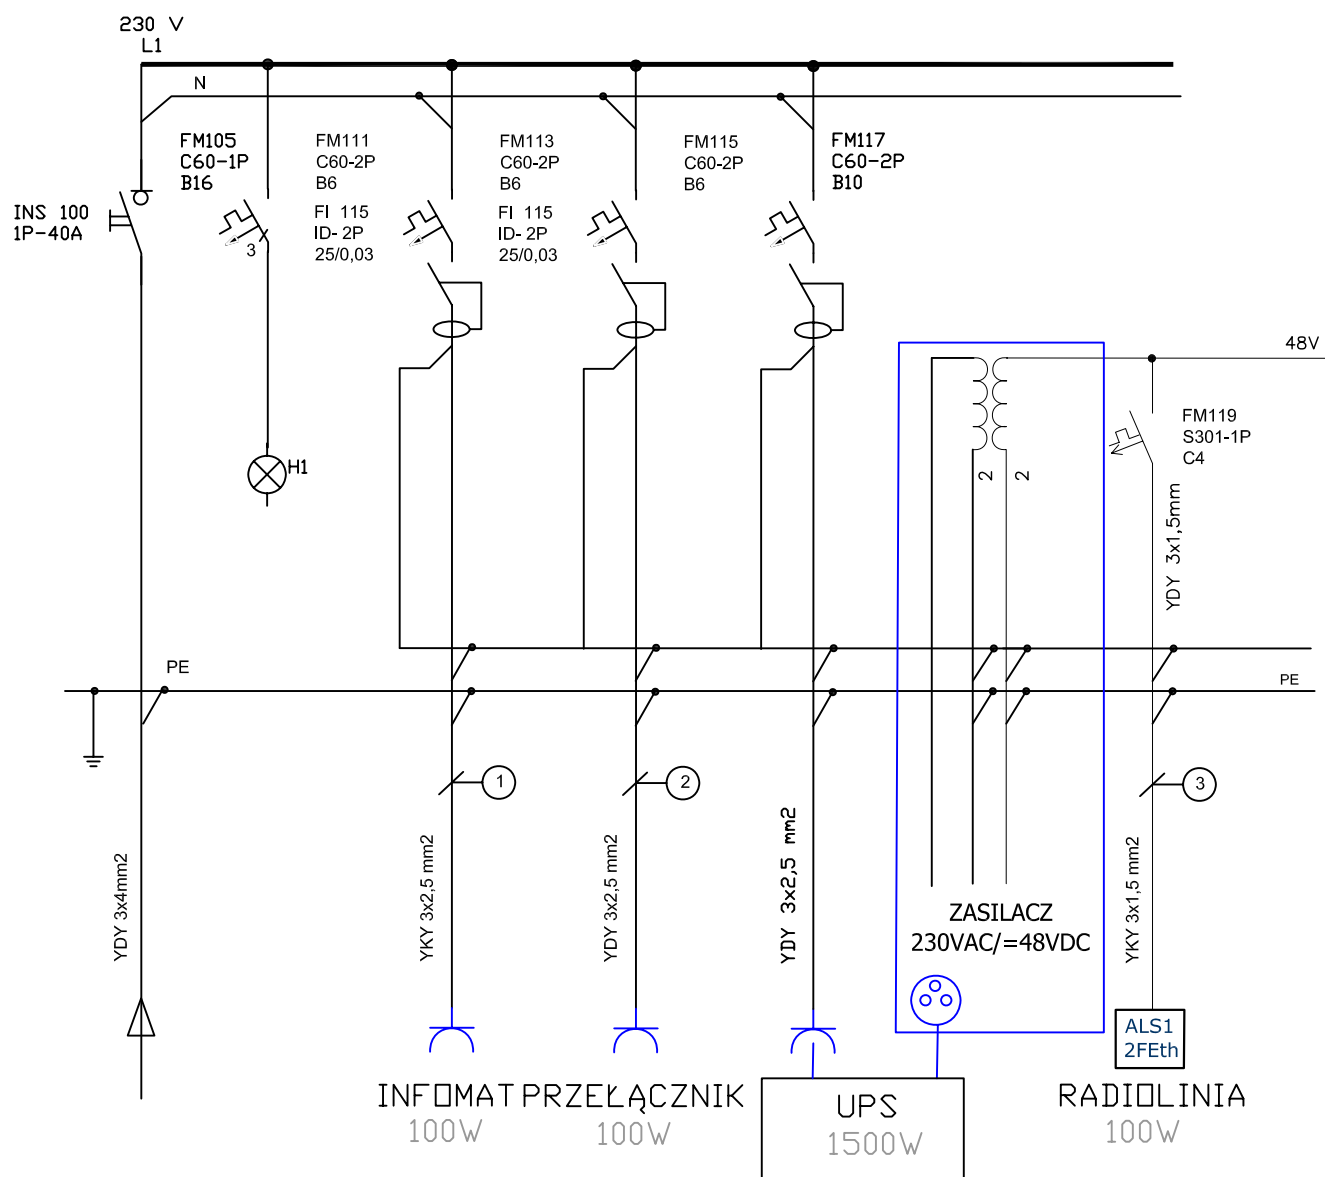 230 V
L1
N
FM105
C60-1P
B16
FM111
C60-2P
B6
FI 115
ID- 2P
25/0,03
FM113
C60-2P
B6
FI 115
ID- 2P
25/0,03
FM115
C60-2P
B6
FM117
C60-2P
B10
INS 100
1P-40A
3
H1
48V
FM119
S301-1P
C4
2
2
YDY 3x1,5mm
PE
PE
1
2
3
YDY 3x4mm2
YKY 3x2,5 mm2
YDY 3x2,5 mm2
YDY 3x2,5 mm2
YKY 3x1,5 mm2
ZASILACZ
230VAC/=48VDC
ALS1
2FEth
INFOMAT
100W
PRZEŁĄCZNIK
100W
UPS
1500W
RADIOLINIA
100W